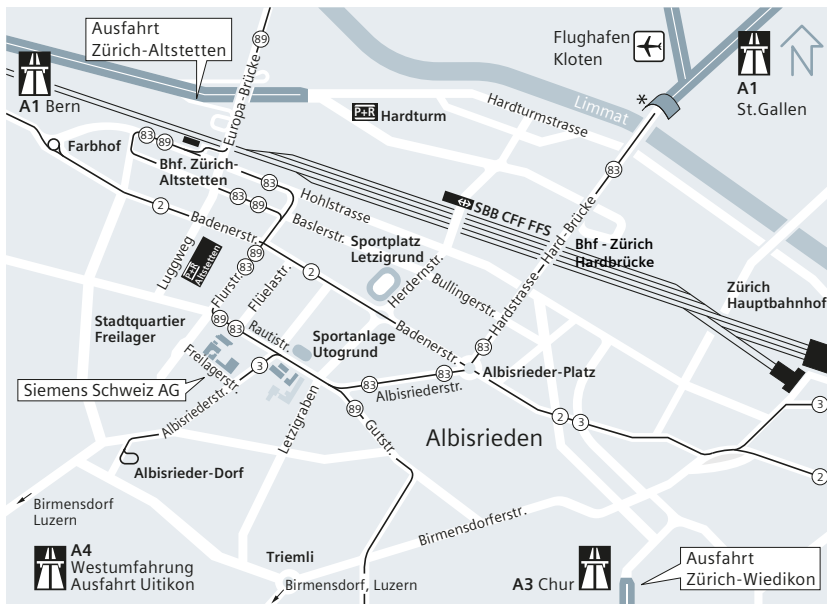 Ausfahrt
Zürich-Altstetten
89
Flughafen
Kloten
A1
St.Gallen
N
A1 Bern
Europa-Brücke
P+R Hardturm
Hardturmstrasse
Limmat
*
Farbhof
83
89
Bhf. Zürich-
Altstetten
83
83
83
89
Hohlstrasse
SBB CFF FFS
2
Badenerstr.
Baslerstr.
Hardstrasse-Hard-Brücke
Bhf - Zürich
Hardbrücke
Luggweg
P+R
Altstetten
89
83
Flurstr.
Flüelastr.
2
Sportplatz
Letzigrund
Herdernstr.
Bullingerstr.
Zürich
Hauptbahnhof
Stadtquartier
Freilager
89
83
Rautistr.
Sportanlage
Utogrund
Badenerstr.
83
Siemens Schweiz AG
Freilagerstr.
3
83
83
Albisrieder-Platz
Albisriederstr.
Albisriederstr.
Letzigraben
89
Gutstr.
2
3
3
Albisrieden
Albisrieder-Dorf
2
Birmensdorf
Luzern
Birmensdorferstr.
A4
Westumfahrung
Ausfahrt Uitikon
Triemli
Birmensdorf, Luzern
A3 Chur
Ausfahrt
Zürich-Wiedikon